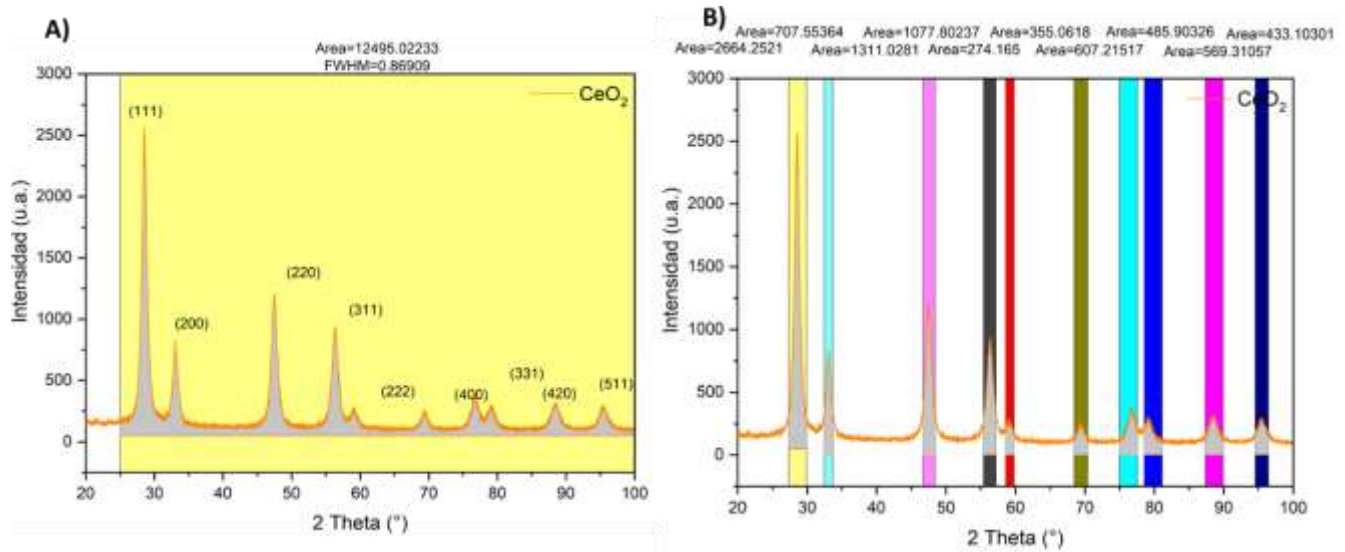 A)
Area=12495.02233
FWHM=0.86909
3000
2500
2000
1500
1000
500
0
Intensidad (u.a.)
CeO2
(111)
(200)
(220)
(311)
(222)
(400)
(331)
(420)
(511)
20 30 40 50 60 70 80 90 100
2 Theta (°)
B)
Area=707.55364 Area=1077.80237 Area=355.0618 Area=485.90326 Area=433.10301
Area=2664.2521 Area=1311.0281 Area=274.165 Area=607.21517 Area=569.31057
3000
2500
2000
1500
1000
500
0
Intensidad (u.a.)
CeO2
20 30 40 50 60 70 80 90 100
2 Theta (°)